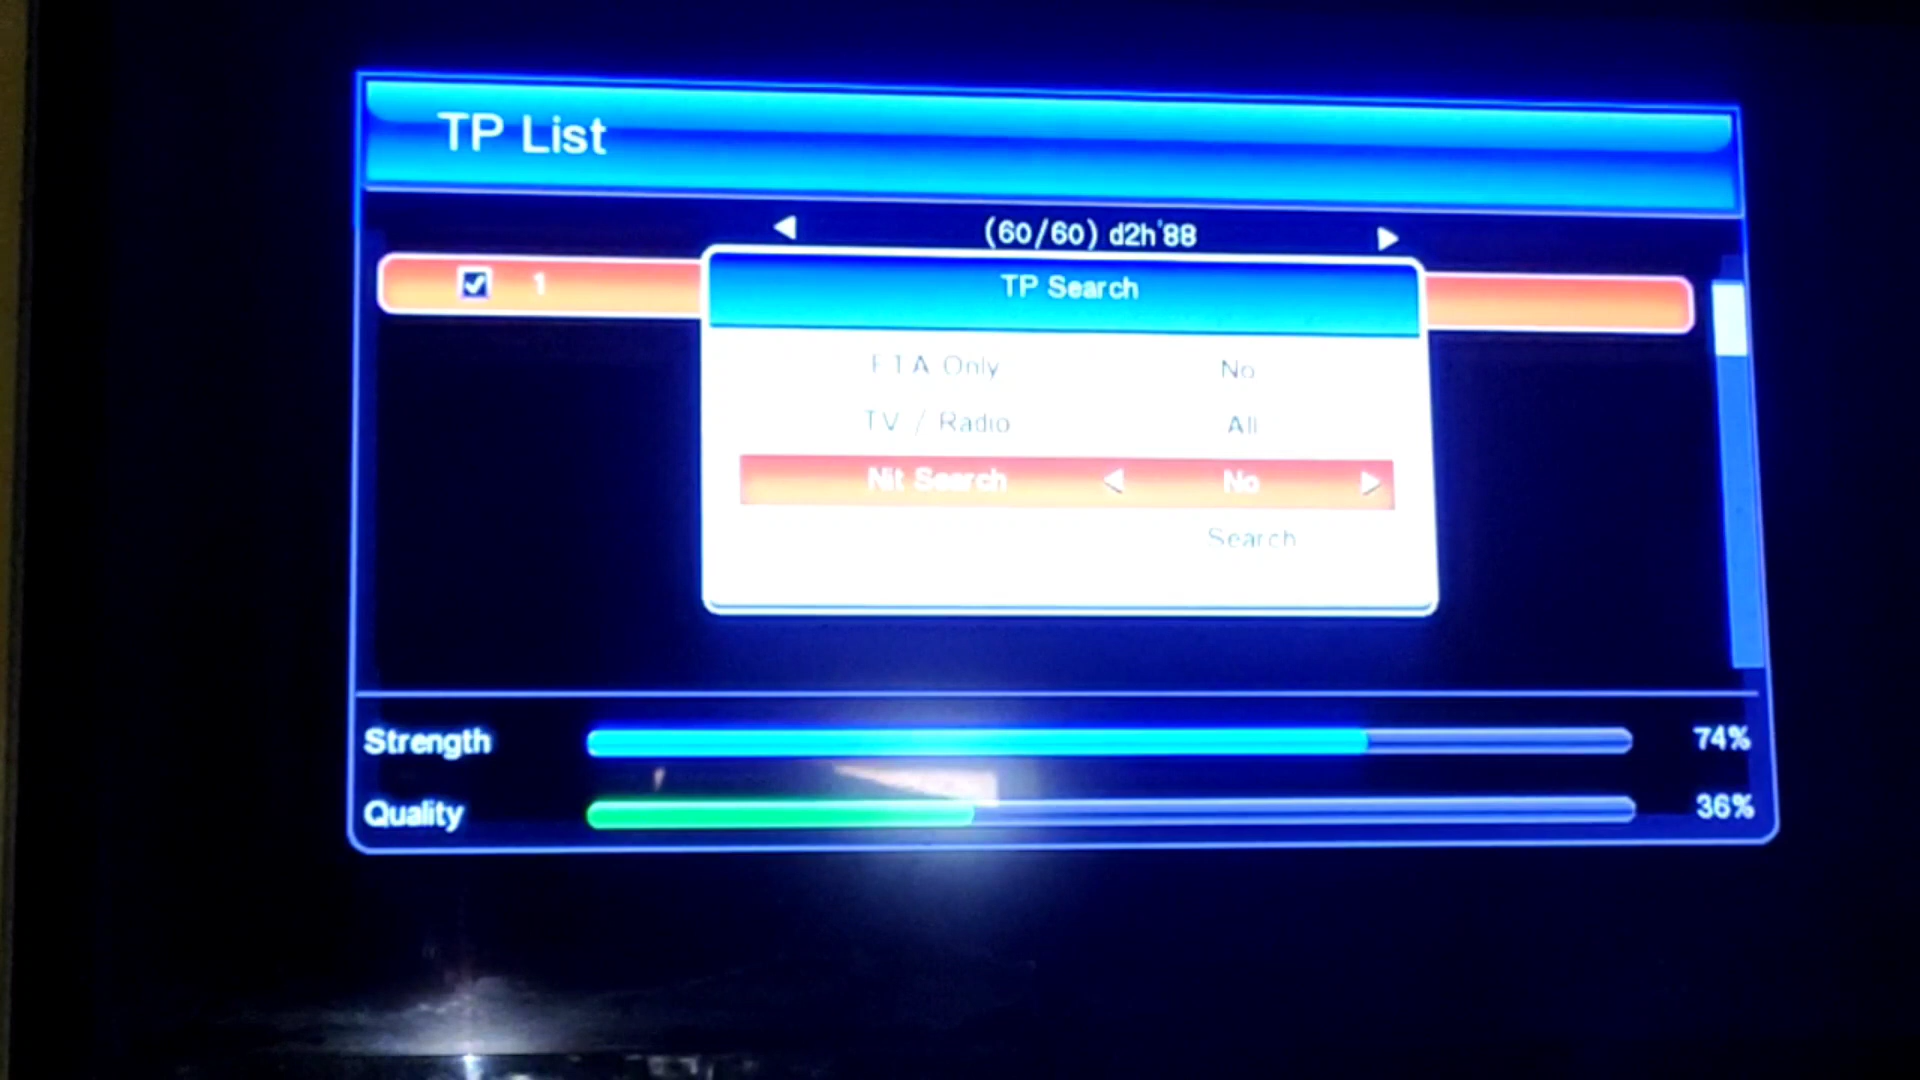 TP List
(60/60) d2h'88
1
TP Search
FTA Only No
TV / Radio All
Nit Search No
Search
Strength 74%
Quality 36%